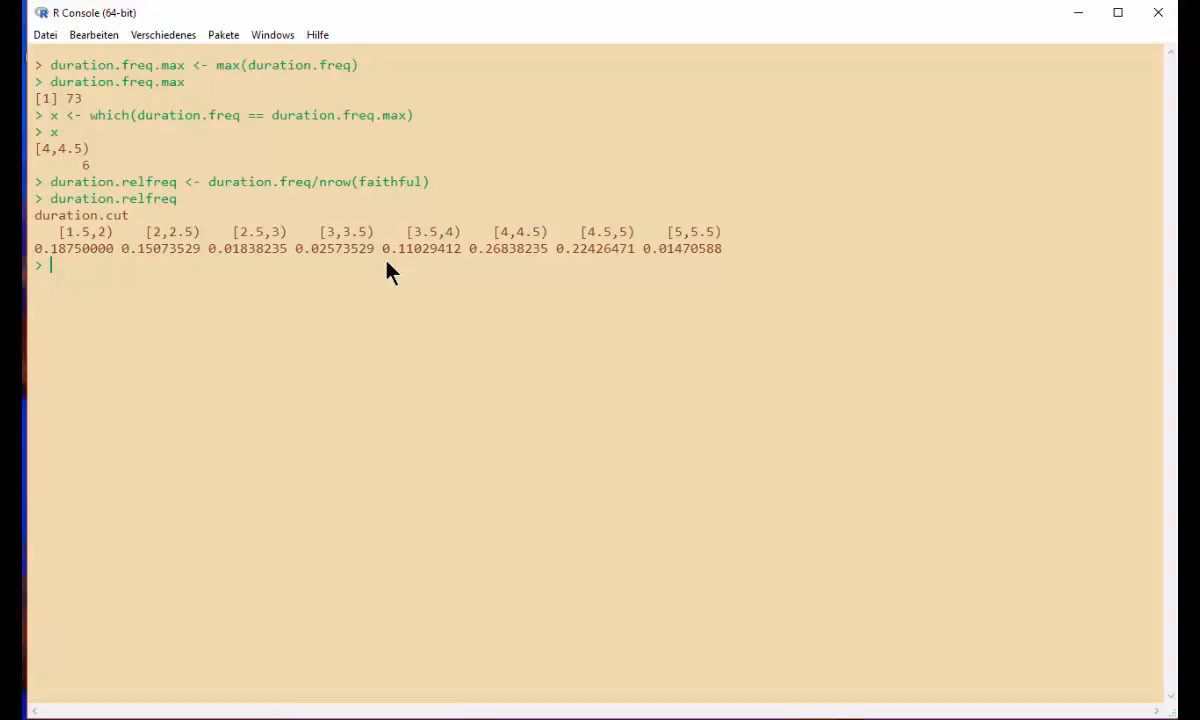 R Console (64-bit)
Datei Bearbeiten Verschiedenes Pakete Windows Hilfe
> duration.freq.max <- max(duration.freq)
> duration.freq.max
[1] 73
> x <- which(duration.freq == duration.freq.max)
> x
[4,4.5)
      6
> duration.relfreq <- duration.freq/nrow(faithful)
> duration.relfreq
duration.cut
   [1.5,2)    [2,2.5)    [2.5,3)    [3,3.5)    [3.5,4)    [4,4.5)    [4.5,5)    [5,5.5)
0.18750000 0.15073529 0.01838235 0.02573529 0.11029412 0.26838235 0.22426471 0.01470588
>